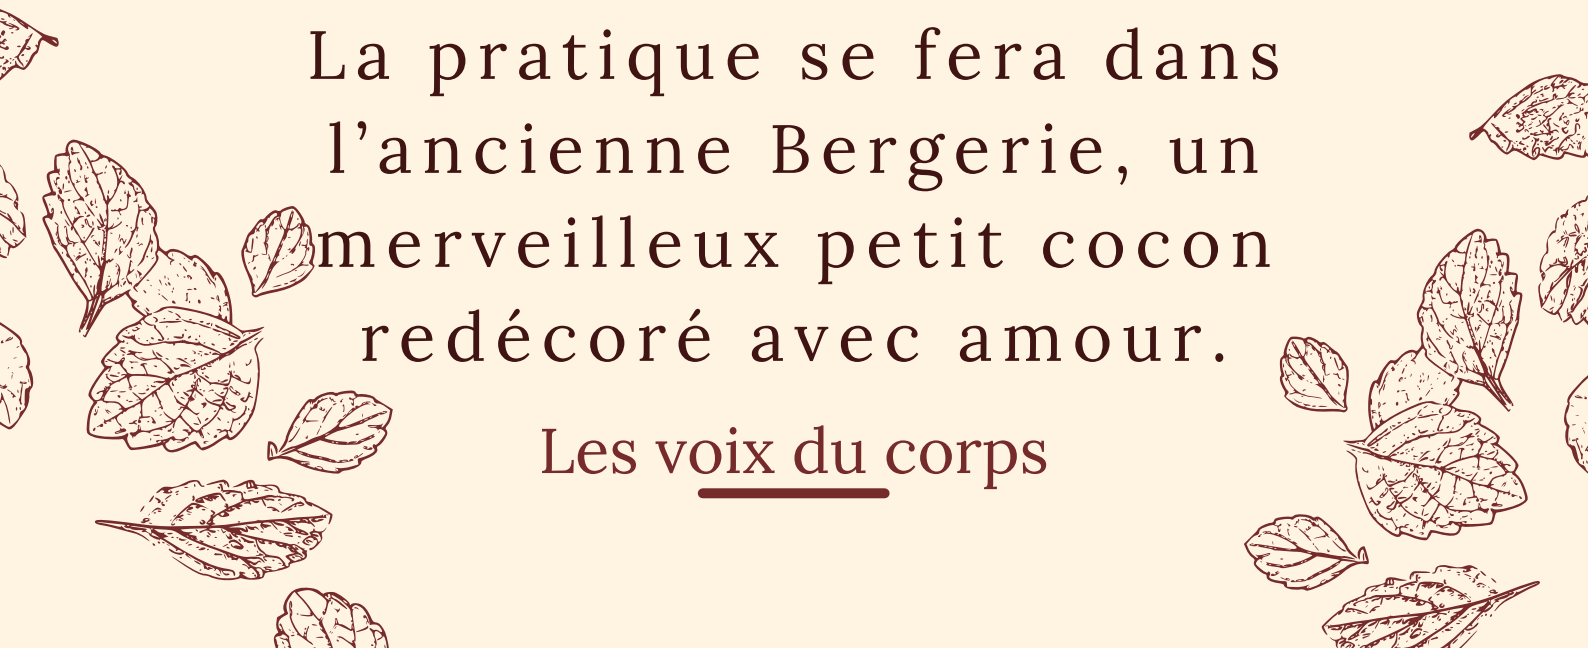 La pratique se fera dans
l’ancienne Bergerie, un
merveilleux petit cocon
redécoré avec amour.
Les voix du corps